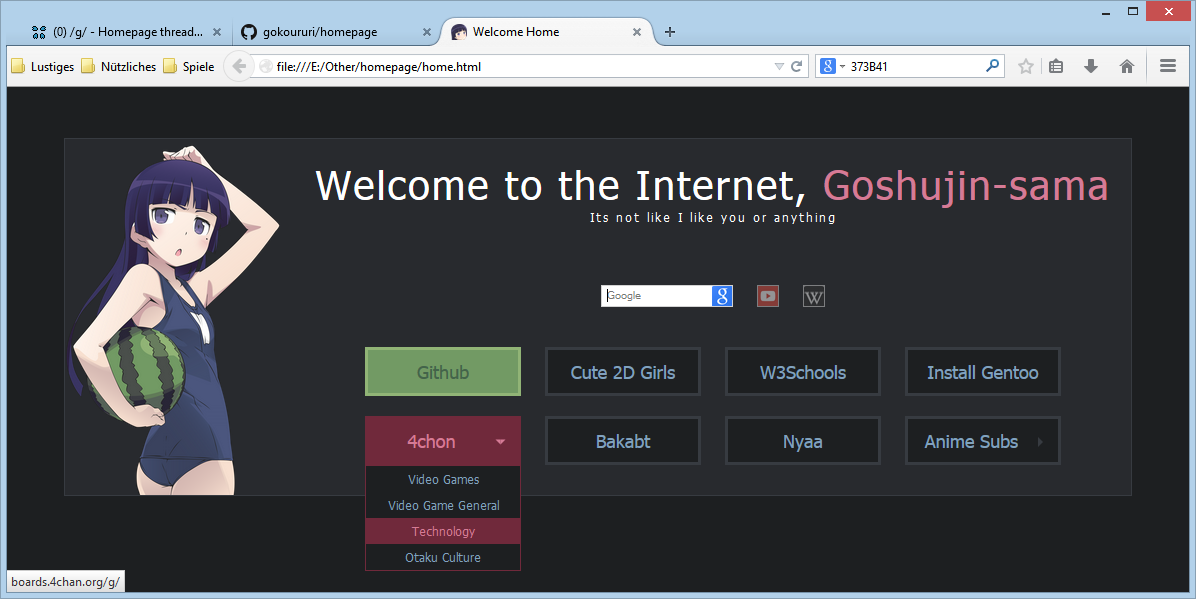 (0) /g/ - Homepage thread...
gokoururi/homepage
Welcome Home
Lustiges
Nützliches
Spiele
file:///E:/Other/homepage/home.html
373B41
Welcome to the Internet, Goshujin-sama
Its not like I like you or anything
Google
Github
Cute 2D Girls
W3Schools
Install Gentoo
4chon
Bakabt
Nyaa
Anime Subs
Video Games
Video Game General
Technology
Otaku Culture
boards.4chan.org/g/